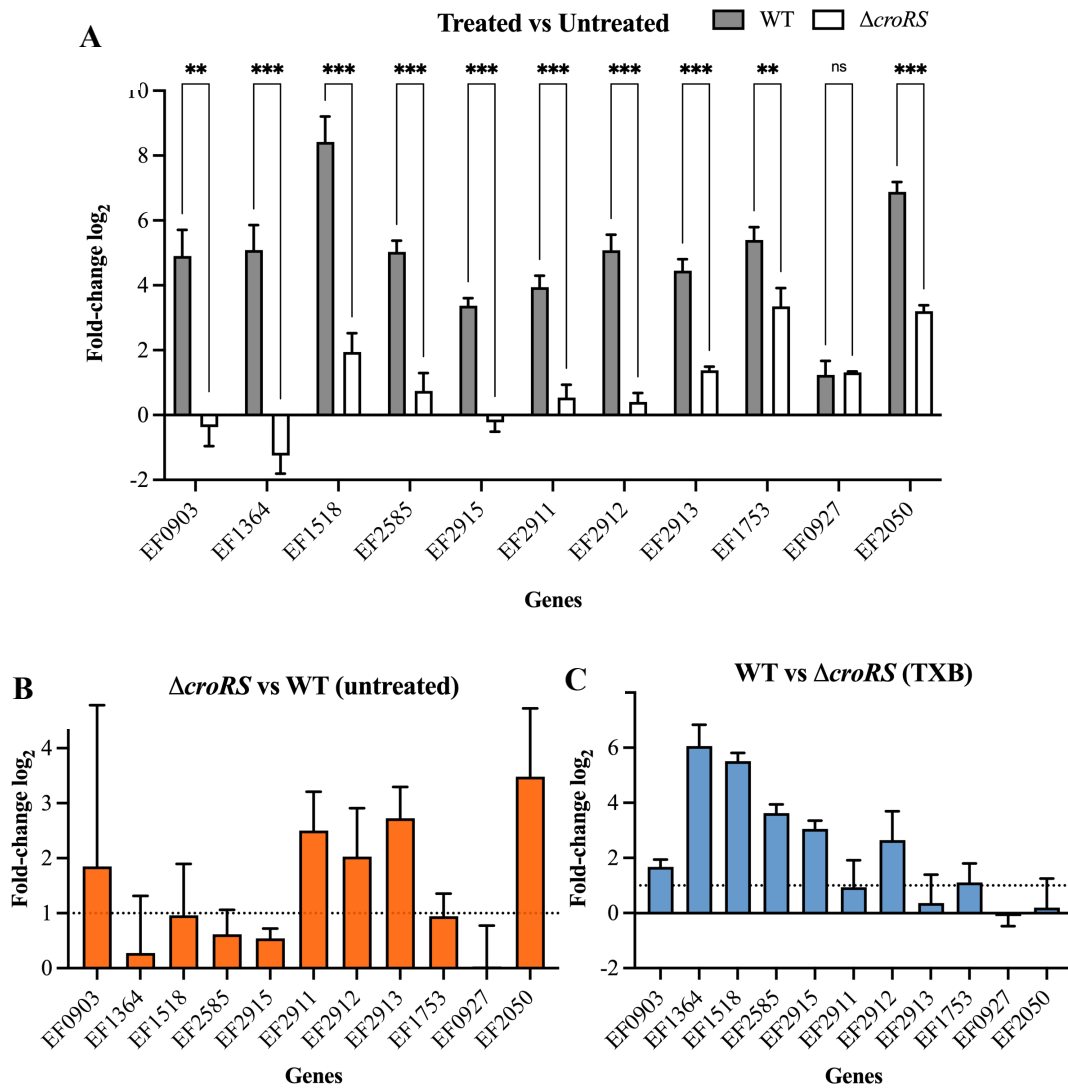 A
Treated vs Untreated
WT
ΔcroRS
** *** *** *** *** *** *** *** ** ns ***
Fold-change log2
10
8
6
4
2
0
-2
EF0903 EF1364 EF1518 EF2585 EF2915 EF2911 EF2912 EF2913 EF1753 EF0927 EF2050
Genes
B
ΔcroRS vs WT (untreated)
Fold-change log2
4
3
2
1
0
EF0903 EF1364 EF1518 EF2585 EF2915 EF2911 EF2912 EF2913 EF1753 EF0927 EF2050
Genes
C
WT vs ΔcroRS (TXB)
Fold-change log2
6
4
2
0
-2
EF0903 EF1364 EF1518 EF2585 EF2915 EF2911 EF2912 EF2913 EF1753 EF0927 EF2050
Genes